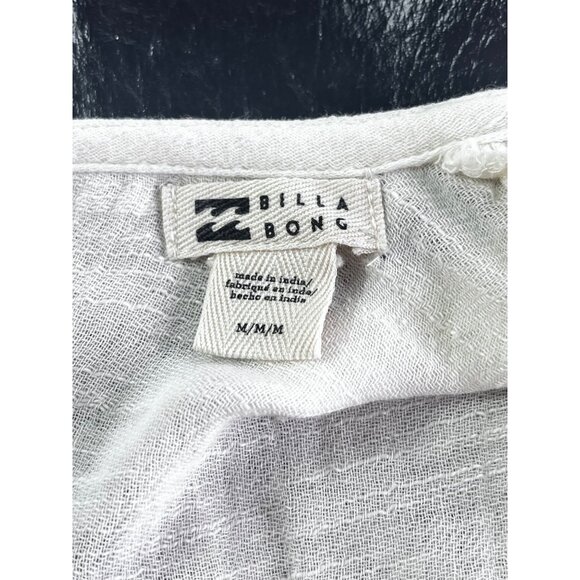 BILLA
BONG
made in india/
fabriqué en inde/
hecho en india
M/M/M